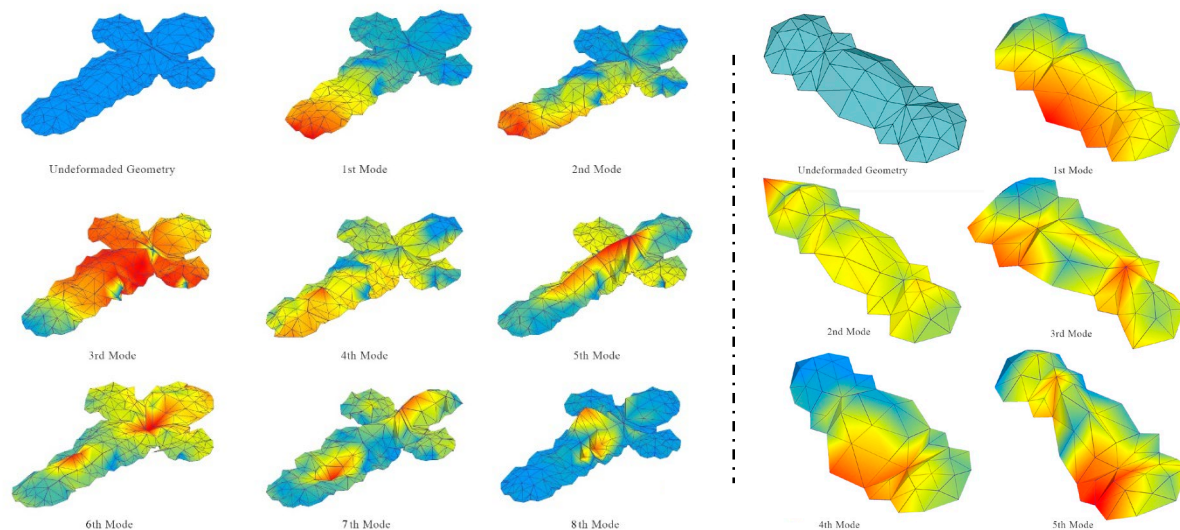 Undeformaded Geometry
1st Mode
2nd Mode
3rd Mode
4th Mode
5th Mode
6th Mode
7th Mode
8th Mode
Undeformaded Geometry
1st Mode
2nd Mode
3rd Mode
4th Mode
5th Mode